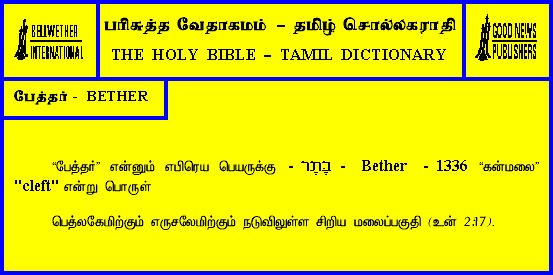 BELLWETHER
INTERNATIONAL
பரிசுத்த வேதாகமம் – தமிழ் சொல்லகராதி
THE HOLY BIBLE – TAMIL DICTIONARY
GOOD NEWS
PUBLISHERS
பேத்தர் - BETHER
“பேத்தர்” என்னும் எபிரெய பெயருக்கு - בֶּתֶר - Bether - 1336 “கன்மலை”
"cleft" என்று பொருள்
பெத்லகேமிற்கும் எருசலேமிற்கும் நடுவிலுள்ள சிறிய மலைப்பகுதி (உன் 2:17).